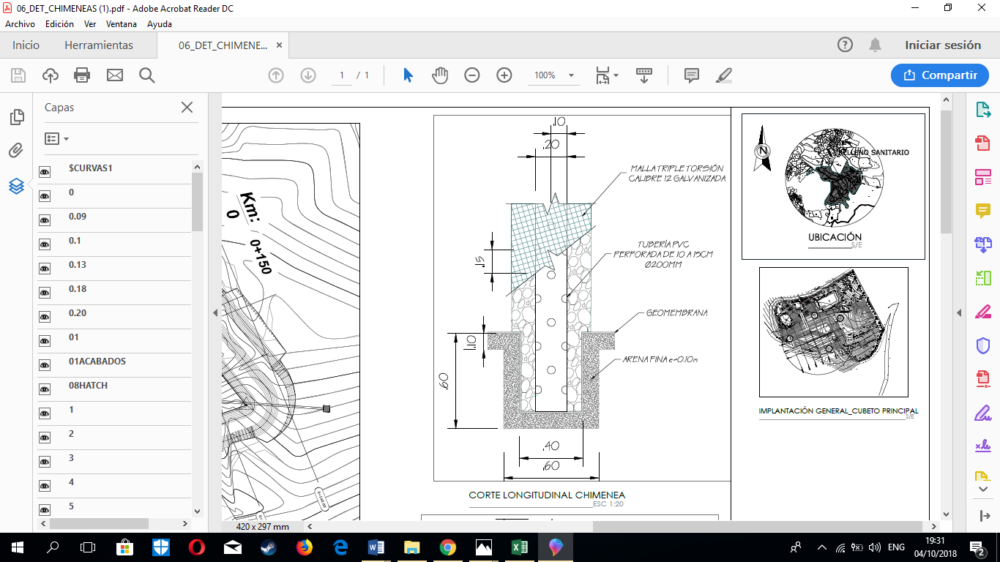 06_DET_CHIMENEAS (1).pdf - Adobe Acrobat Reader DC
Archivo Edición Ver Ventana Ayuda
Inicio Herramientas 06_DET_CHIMENE... Iniciar sesión
1 / 1 100% Compartir
Capas
$CURVAS1
0
0.09
0.1
0.13
0.18
0.20
01
01ACABADOS
08HATCH
1
2
3
4
5
Km:
0
0+150
.10
.20
MALLA TRIPLE TORSIÓN
CALIBRE 12 GALVANIZADA
.15
TUBERÍA PVC
PERFORADA DE 10 A 15CM
Ø200MM
GEOMEMBRANA
.10
ARENA FINA e=0.10m
.60
.40
.60
CORTE LONGITUDINAL CHIMENEA
ESC 1:20
N
RELLENO SANITARIO
UBICACIÓN
S/E
IMPLANTACIÓN GENERAL_CUBETO PRINCIPAL
S/E
420 x 297 mm
ENG
19:31
04/10/2018
2